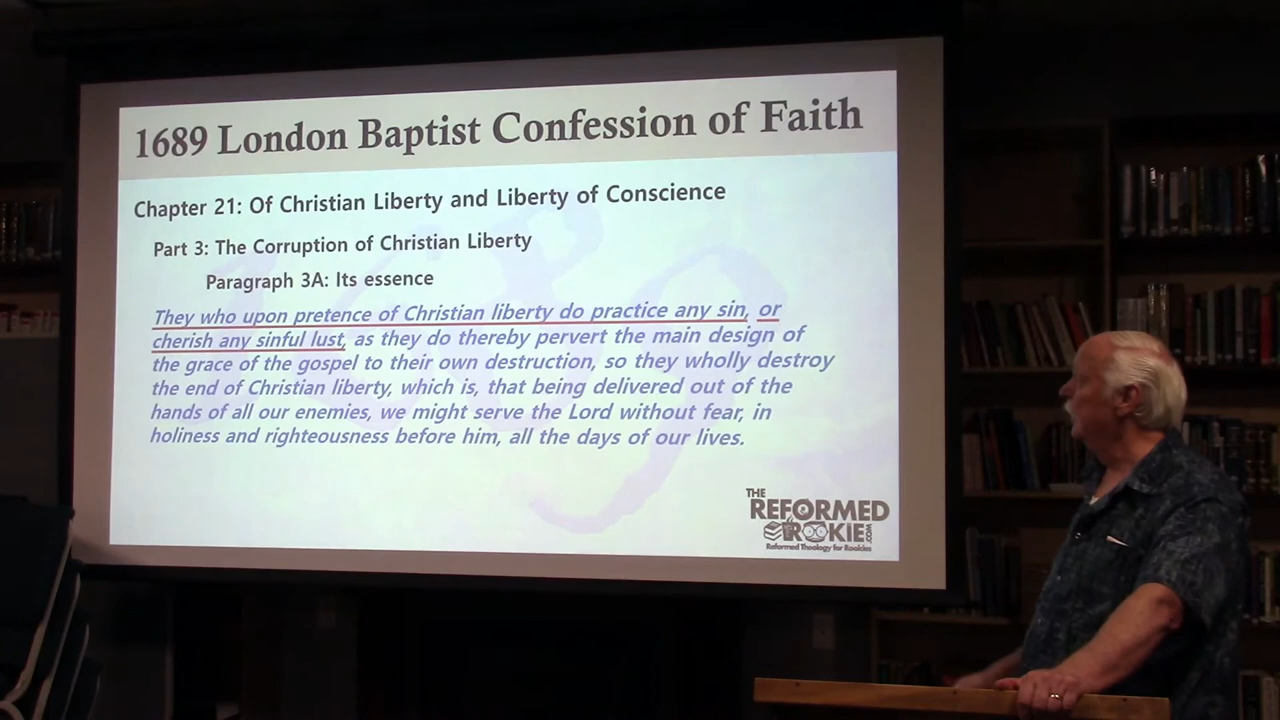 1689 London Baptist Confession of Faith
Chapter 21: Of Christian Liberty and Liberty of Conscience
Part 3: The Corruption of Christian Liberty
Paragraph 3A: Its essence
They who upon pretence of Christian liberty do practice any sin, or
cherish any sinful lust, as they do thereby pervert the main design of
the grace of the gospel to their own destruction, so they wholly destroy
the end of Christian liberty, which is, that being delivered out of the
hands of all our enemies, we might serve the Lord without fear, in
holiness and righteousness before him, all the days of our lives.
THE
REFORMED
ROOKIE.COM
Reformed Theology for Rookies